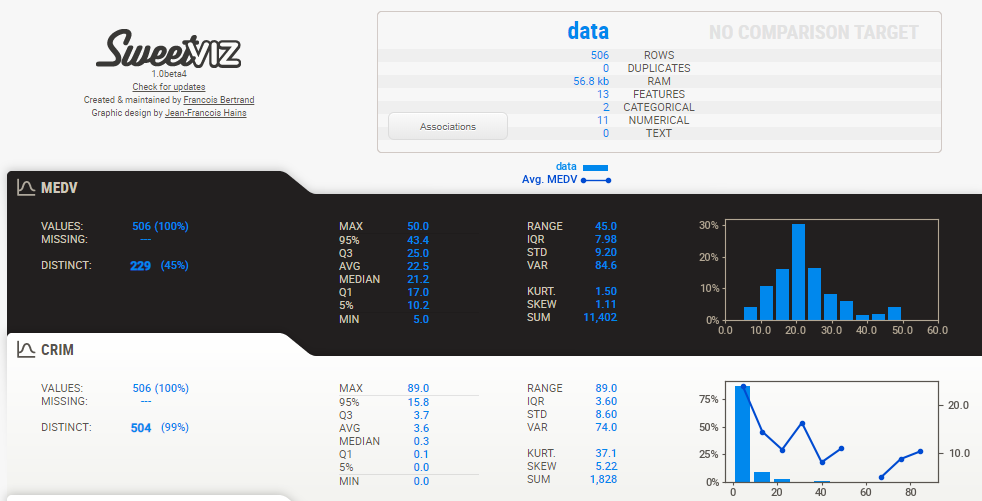 SweetVIZ
1.0beta4
Check for updates
Created & maintained by Francois Bertrand
Graphic design by Jean-Francois Hains
data NO COMPARISON TARGET
506 ROWS
0 DUPLICATES
56.8 kb RAM
13 FEATURES
2 CATEGORICAL
11 NUMERICAL
0 TEXT
Associations
data
Avg. MEDV
MEDV
VALUES: 506 (100%)
MISSING: ---
DISTINCT: 229 (45%)
MAX 50.0
95% 43.4
Q3 25.0
AVG 22.5
MEDIAN 21.2
Q1 17.0
5% 10.2
MIN 5.0
RANGE 45.0
IQR 7.98
STD 9.20
VAR 84.6
KURT. 1.50
SKEW 1.11
SUM 11,402
30%
20%
10%
0%
0.0 10.0 20.0 30.0 40.0 50.0 60.0
CRIM
VALUES: 506 (100%)
MISSING: ---
DISTINCT: 504 (99%)
MAX 89.0
95% 15.8
Q3 3.7
AVG 3.6
MEDIAN 0.3
Q1 0.1
5% 0.0
MIN 0.0
RANGE 89.0
IQR 3.60
STD 8.60
VAR 74.0
KURT. 37.1
SKEW 5.22
SUM 1,828
75%
50%
25%
0%
20.0
10.0
0 20 40 60 80